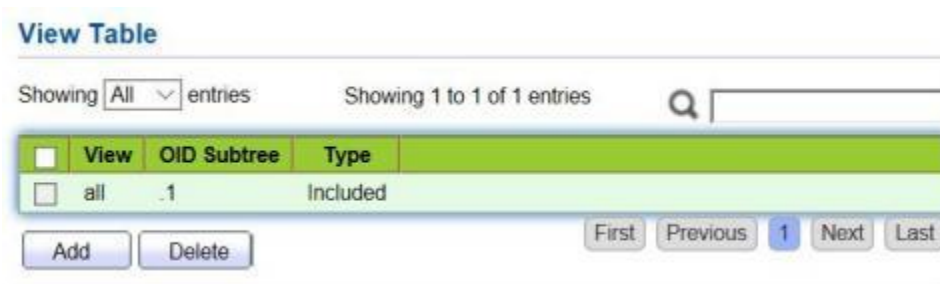 View Table
Showing All entries Showing 1 to 1 of 1 entries
View OID Subtree Type
all .1 Included
First Previous 1 Next Last
Add Delete